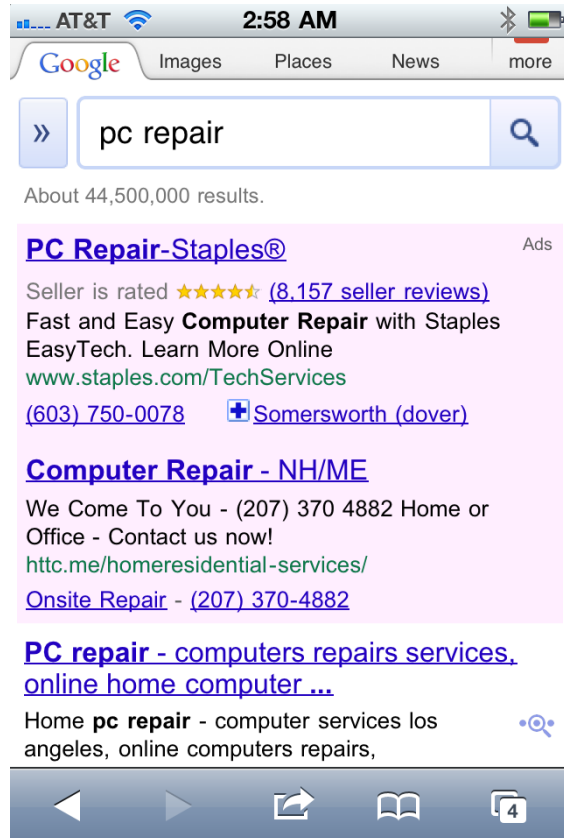 AT&T 2:58 AM
Google Images Places News more
» pc repair
About 44,500,000 results.
PC Repair-Staples® Ads
Seller is rated (8,157 seller reviews)
Fast and Easy Computer Repair with Staples
EasyTech. Learn More Online
www.staples.com/TechServices
(603) 750-0078 Somersworth (dover)
Computer Repair - NH/ME
We Come To You - (207) 370 4882 Home or
Office - Contact us now!
httc.me/homeresidential-services/
Onsite Repair - (207) 370-4882
PC repair - computers repairs services,
online home computer ...
Home pc repair - computer services los
angeles, online computers repairs,
4